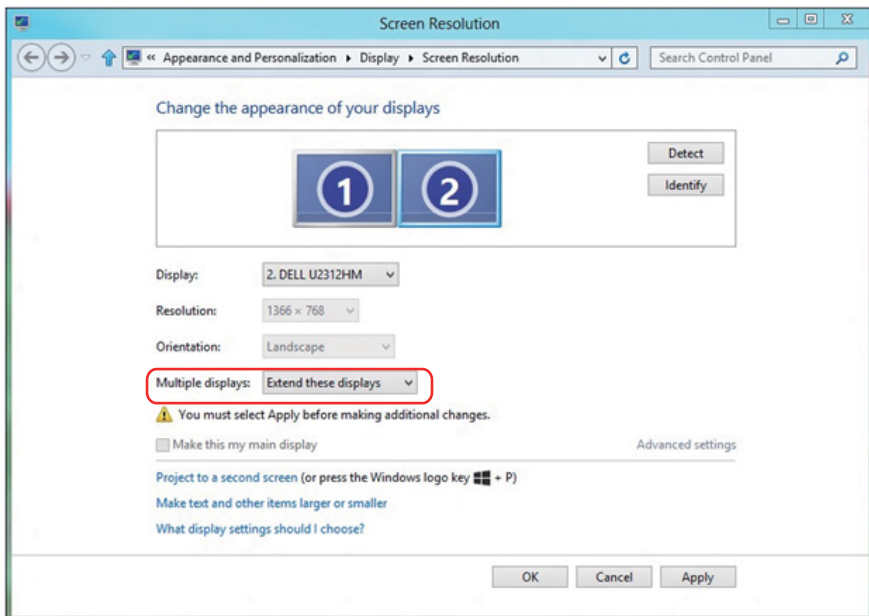 Screen Resolution
« Appearance and Personalization ▸ Display ▸ Screen Resolution
Search Control Panel
Change the appearance of your displays
1 2
Detect
Identify
Display: 2. DELL U2312HM
Resolution: 1366 × 768
Orientation: Landscape
Multiple displays: Extend these displays
You must select Apply before making additional changes.
Make this my main display Advanced settings
Project to a second screen (or press the Windows logo key + P)
Make text and other items larger or smaller
What display settings should I choose?
OK Cancel Apply